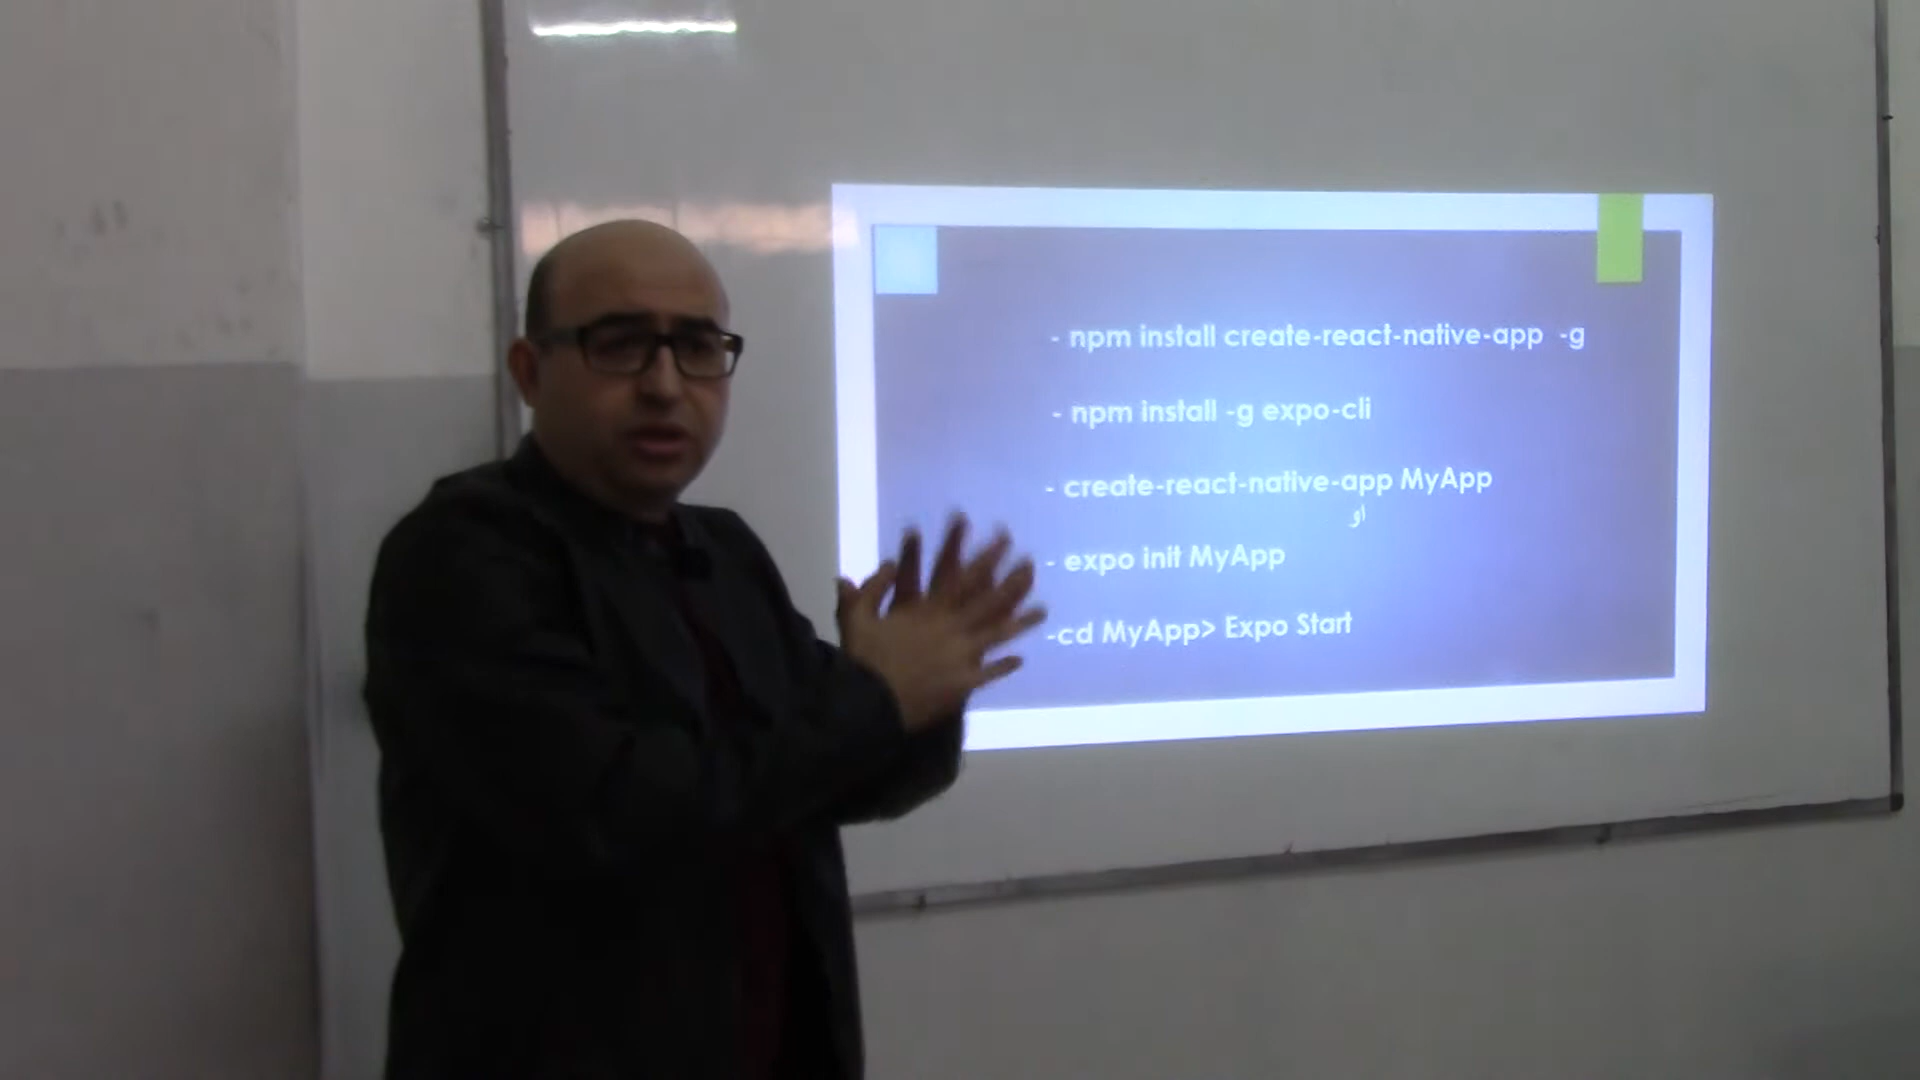 - npm install create-react-native-app -g
- npm install -g expo-cli
- create-react-native-app MyApp
او
- expo init MyApp
-cd MyApp> Expo Start